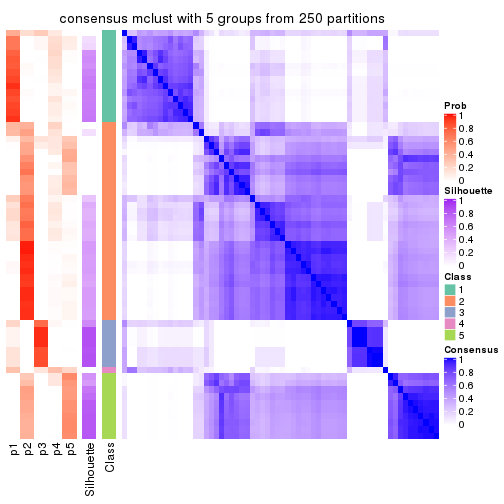 consensus mclust with 5 groups from 250 partitions
Prob
1
0.8
0.6
0.4
0.2
0
Silhouette
1
0.8
0.6
0.4
0.2
0
Class
1
2
3
4
5
Consensus
1
0.8
0.6
0.4
0.2
0
p1
p2
p3
p4
p5
Silhouette
Class